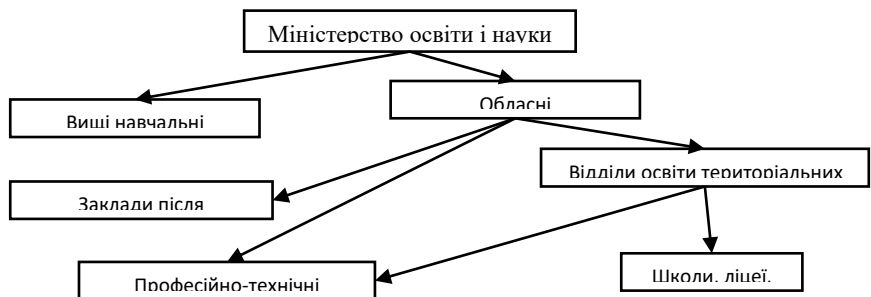 Міністерство освіти і науки
Обласні
Вищі навчальні
Відділи освіти територіальних
Заклади після
Школи, ліцеї,
Професійно-технічні